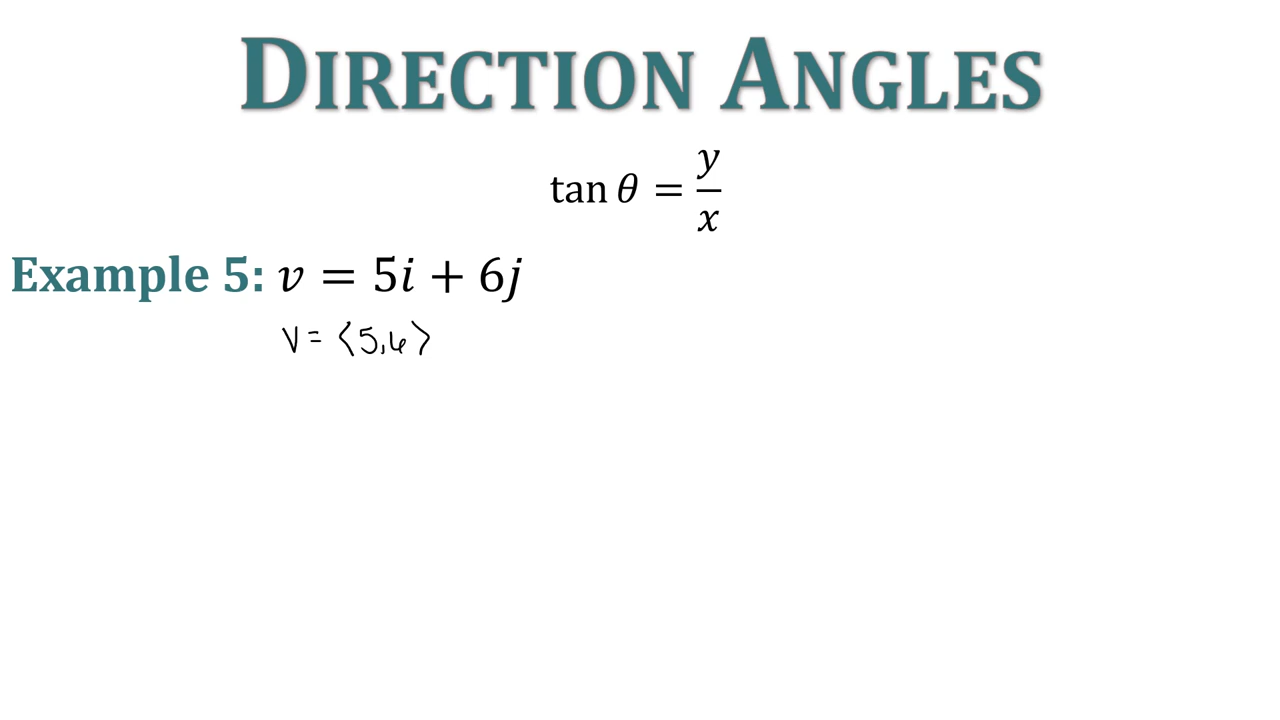 DIRECTION ANGLES
tan θ = y/x
Example 5: v = 5i + 6j
v = ⟨5,6⟩